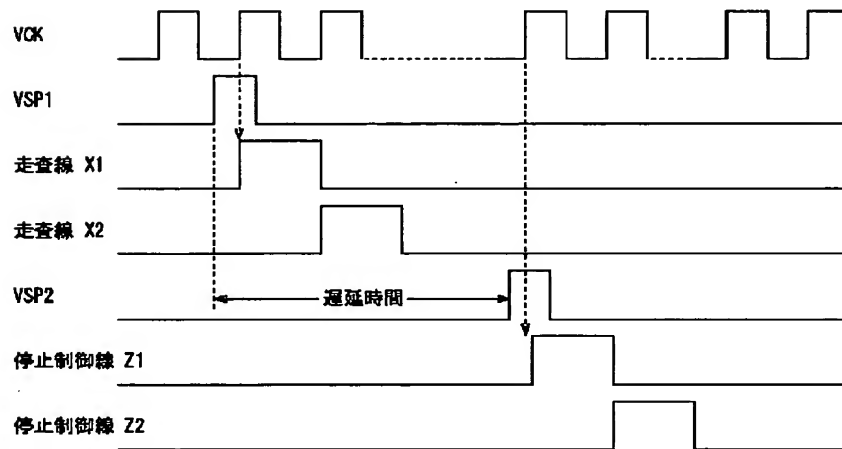 VCK
VSP1
走査線 X1
走査線 X2
VSP2
遅延時間
停止制御線 Z1
停止制御線 Z2